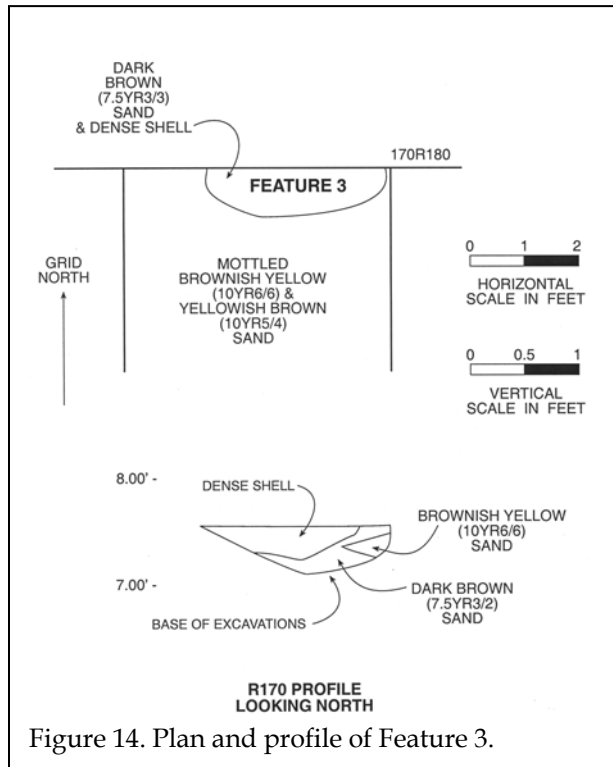 DARK
BROWN
(7.5YR3/3)
SAND
& DENSE SHELL
170R180
FEATURE 3
GRID
NORTH
MOTTLED
BROWNISH YELLOW
(10YR6/6) &
YELLOWISH BROWN
(10YR5/4)
SAND
0 1 2
HORIZONTAL
SCALE IN FEET
0 0.5 1
VERTICAL
SCALE IN FEET
8.00' -
DENSE SHELL
BROWNISH YELLOW
(10YR6/6)
SAND
7.00' -
DARK BROWN
(7.5YR3/2)
SAND
BASE OF EXCAVATIONS
R170 PROFILE
LOOKING NORTH
Figure 14. Plan and profile of Feature 3.